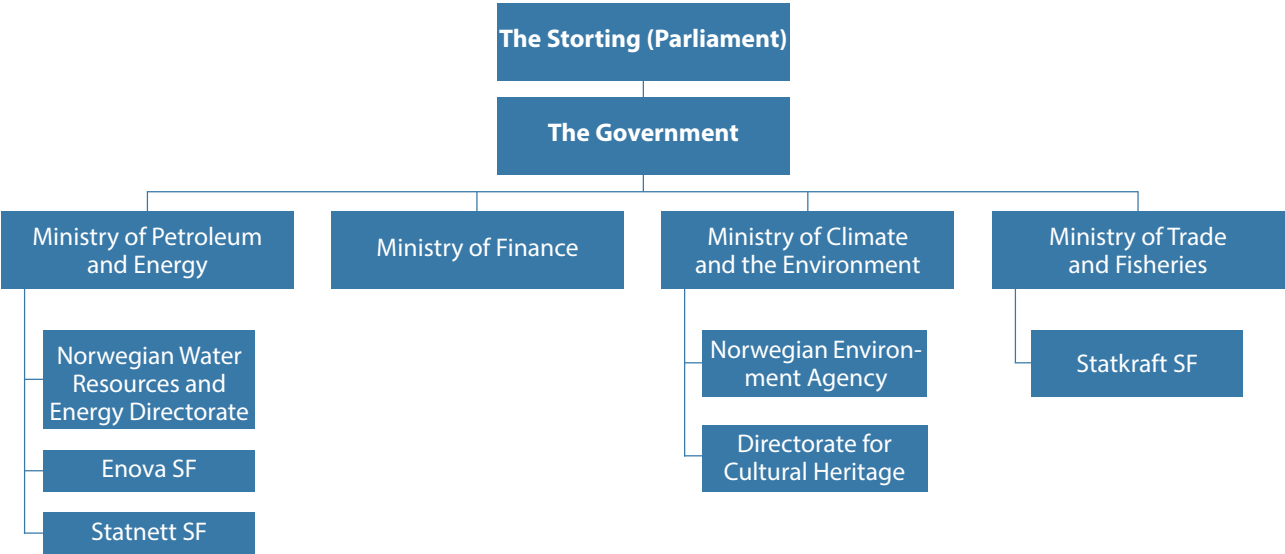 The Storting (Parliament)
The Government
Ministry of Petroleum
and Energy
Ministry of Finance
Ministry of Climate
and the Environment
Ministry of Trade
and Fisheries
Norwegian Water
Resources and
Energy Directorate
Enova SF
Statnett SF
Norwegian Environ-
ment Agency
Directorate for
Cultural Heritage
Statkraft SF